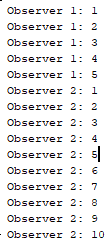 Observer 1: 1
Observer 1: 2
Observer 1: 3
Observer 1: 4
Observer 1: 5
Observer 2: 1
Observer 2: 2
Observer 2: 3
Observer 2: 4
Observer 2: 5
Observer 2: 6
Observer 2: 7
Observer 2: 8
Observer 2: 9
Observer 2: 10